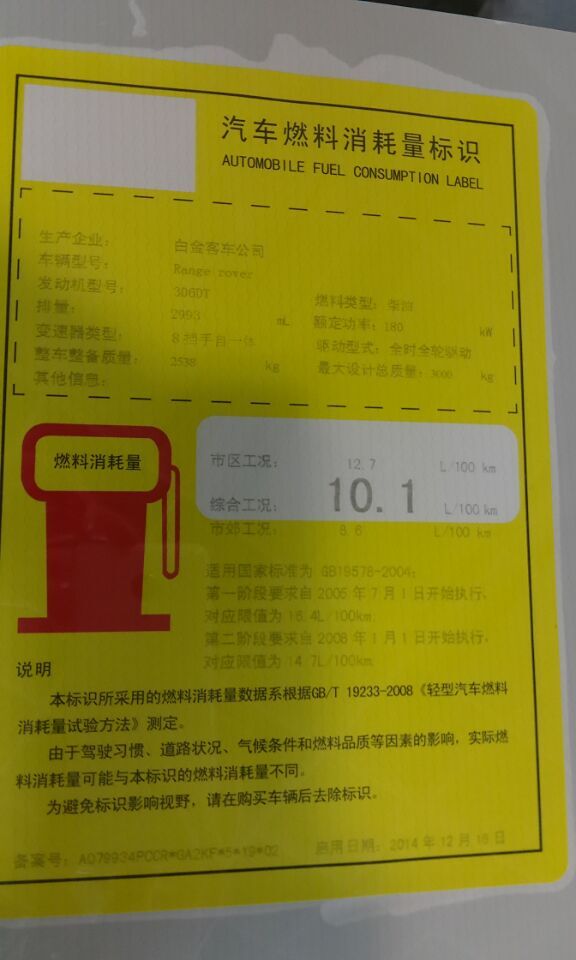 汽车燃料消耗量标识
AUTOMOBILE FUEL CONSUMPTION LABEL
生产企业： 白金客车公司
车辆型号： Range rover
发动机型号： 306DT 燃料类型：柴油
排量： 2993 mL 额定功率：180 kW
变速器类型： 8挡手自一体 驱动型式：全时全轮驱动
整车整备质量： 2538 kg 最大设计总质量：3000 kg
其他信息：
燃料消耗量
市区工况： 12.7 L/100 km
综合工况： 10.1 L/100 km
市郊工况： 8.6 L/100 km
适用国家标准为 GB19578-2004;
第一阶段要求自 2005 年 7 月 1 日开始执行,
对应限值为 16.4L/100km;
第二阶段要求自 2008 年 1 月 1 日开始执行,
对应限值为 14.7L/100km
说明
本标识所采用的燃料消耗量数据系根据GB/T 19233-2008《轻型汽车燃料
消耗量试验方法》测定。
由于驾驶习惯、道路状况、气候条件和燃料品质等因素的影响，实际燃
料消耗量可能与本标识的燃料消耗量不同。
为避免标识影响视野，请在购买车辆后去除标识。
备案号： 启用日期：2014 年 12 月 16 日